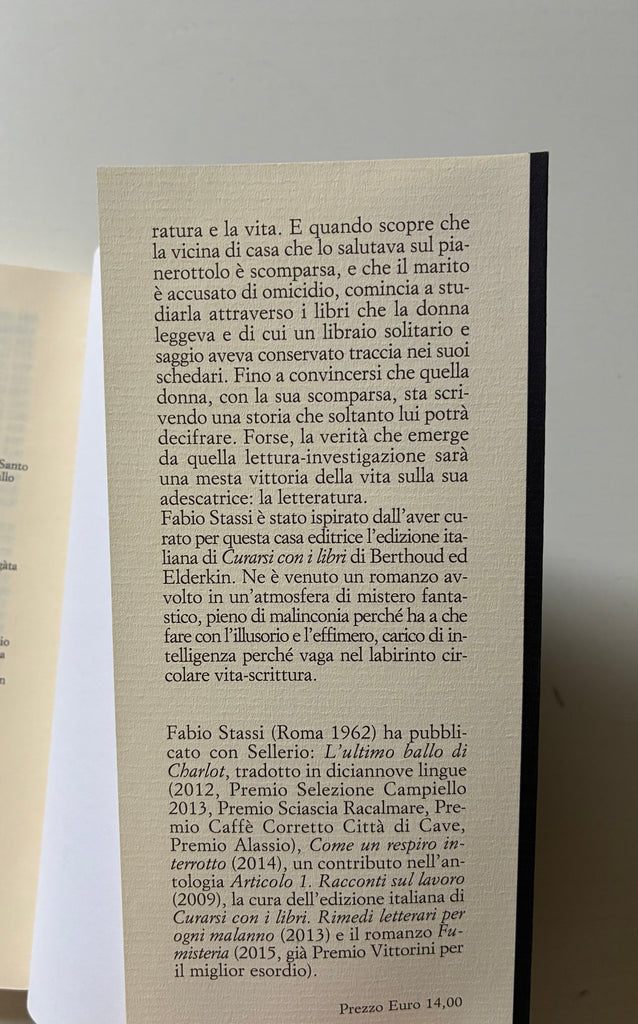 Santo
llo
gàta
io
a
n
ratura e la vita. E quando scopre che
la vicina di casa che lo salutava sul pia-
nerottolo è scomparsa, e che il marito
è accusato di omicidio, comincia a stu-
diarla attraverso i libri che la donna
leggeva e di cui un libraio solitario e
saggio aveva conservato traccia nei suoi
schedari. Fino a convincersi che quella
donna, con la sua scomparsa, sta scri-
vendo una storia che soltanto lui potrà
decifrare. Forse, la verità che emerge
da quella lettura-investigazione sarà
una mesta vittoria della vita sulla sua
adescatrice: la letteratura.
Fabio Stassi è stato ispirato dall'aver cu-
rato per questa casa editrice l'edizione ita-
liana di Curarsi con i libri di Berthoud ed
Elderkin. Ne è venuto un romanzo av-
volto in un'atmosfera di mistero fanta-
stico, pieno di malinconia perché ha a che
fare con l'illusorio e l'effimero, carico di in-
telligenza perché vaga nel labirinto cir-
colare vita-scrittura.
Fabio Stassi (Roma 1962) ha pubbli-
cato con Sellerio: L'ultimo ballo di
Charlot, tradotto in diciannove lingue
(2012, Premio Selezione Campiello
2013, Premio Sciascia Racalmare, Pre-
mio Caffè Corretto Città di Cave,
Premio Alassio), Come un respiro in-
terrotto (2014), un contributo nell'an-
tologia Articolo 1. Racconti sul lavoro
(2009), la cura dell'edizione italiana di
Curarsi con i libri. Rimedi letterari per
ogni malanno (2013) e il romanzo Fu-
misteria (2015, già Premio Vittorini per
il miglior esordio).
Prezzo Euro 14,00